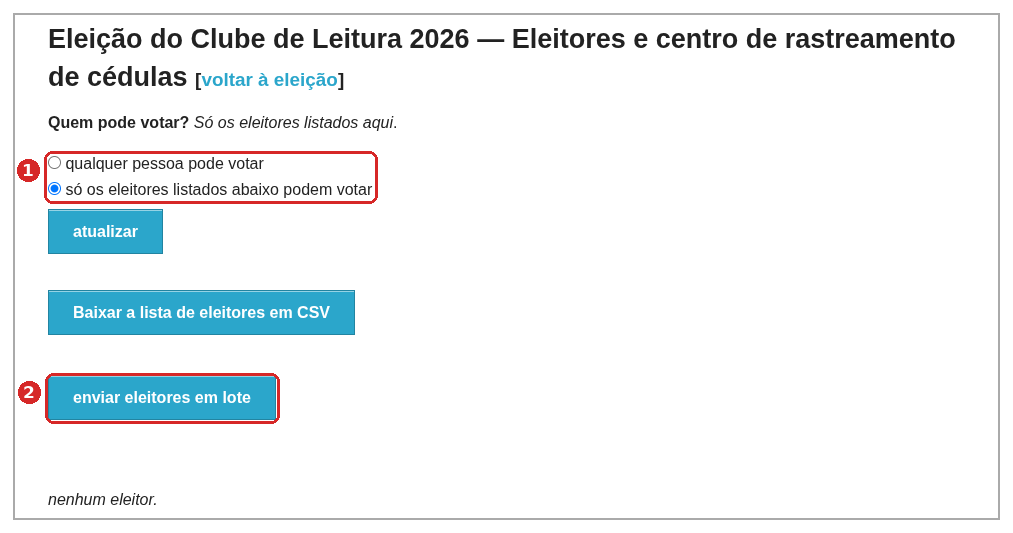 Eleição do Clube de Leitura 2026 — Eleitores e centro de rastreamento
de cédulas [voltar à eleição]
Quem pode votar? Só os eleitores listados aqui.
1
qualquer pessoa pode votar
só os eleitores listados abaixo podem votar
atualizar
Baixar a lista de eleitores em CSV
2
enviar eleitores em lote
nenhum eleitor.